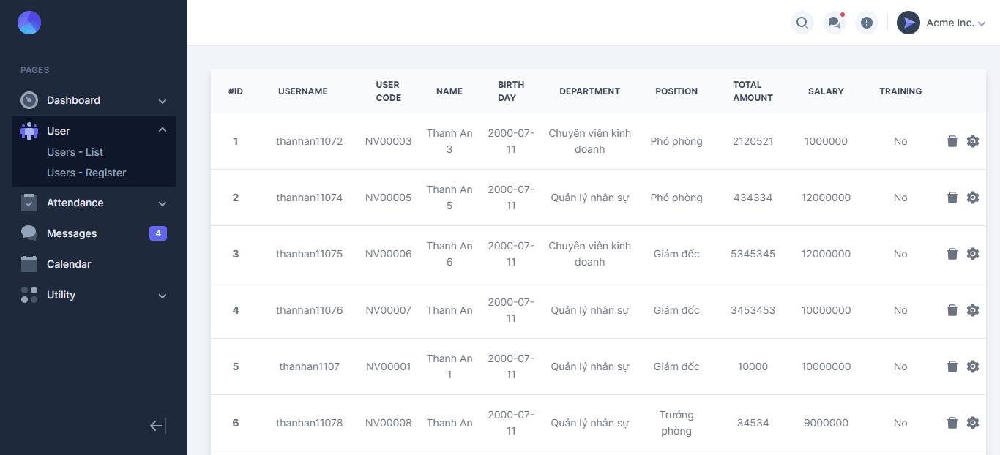 Acme Inc.
PAGES
Dashboard
User
Users - List
Users - Register
Attendance
Messages 4
Calendar
Utility
#ID USERNAME USER CODE NAME BIRTH DAY DEPARTMENT POSITION TOTAL AMOUNT SALARY TRAINING
1 thanhan11072 NV00003 Thanh An 3 2000-07-11 Chuyên viên kinh doanh Phó phòng 2120521 1000000 No
2 thanhan11074 NV00005 Thanh An 5 2000-07-11 Quản lý nhân sự Phó phòng 434334 12000000 No
3 thanhan11075 NV00006 Thanh An 6 2000-07-11 Chuyên viên kinh doanh Giám đốc 5345345 12000000 No
4 thanhan11076 NV00007 Thanh An 2000-07-11 Quản lý nhân sự Giám đốc 3453453 10000000 No
5 thanhan1107 NV00001 Thanh An 1 2000-07-11 Quản lý nhân sự Giám đốc 10000 10000000 No
6 thanhan11078 NV00008 Thanh An 2000-07-11 Quản lý nhân sự Trưởng phòng 34534 9000000 No